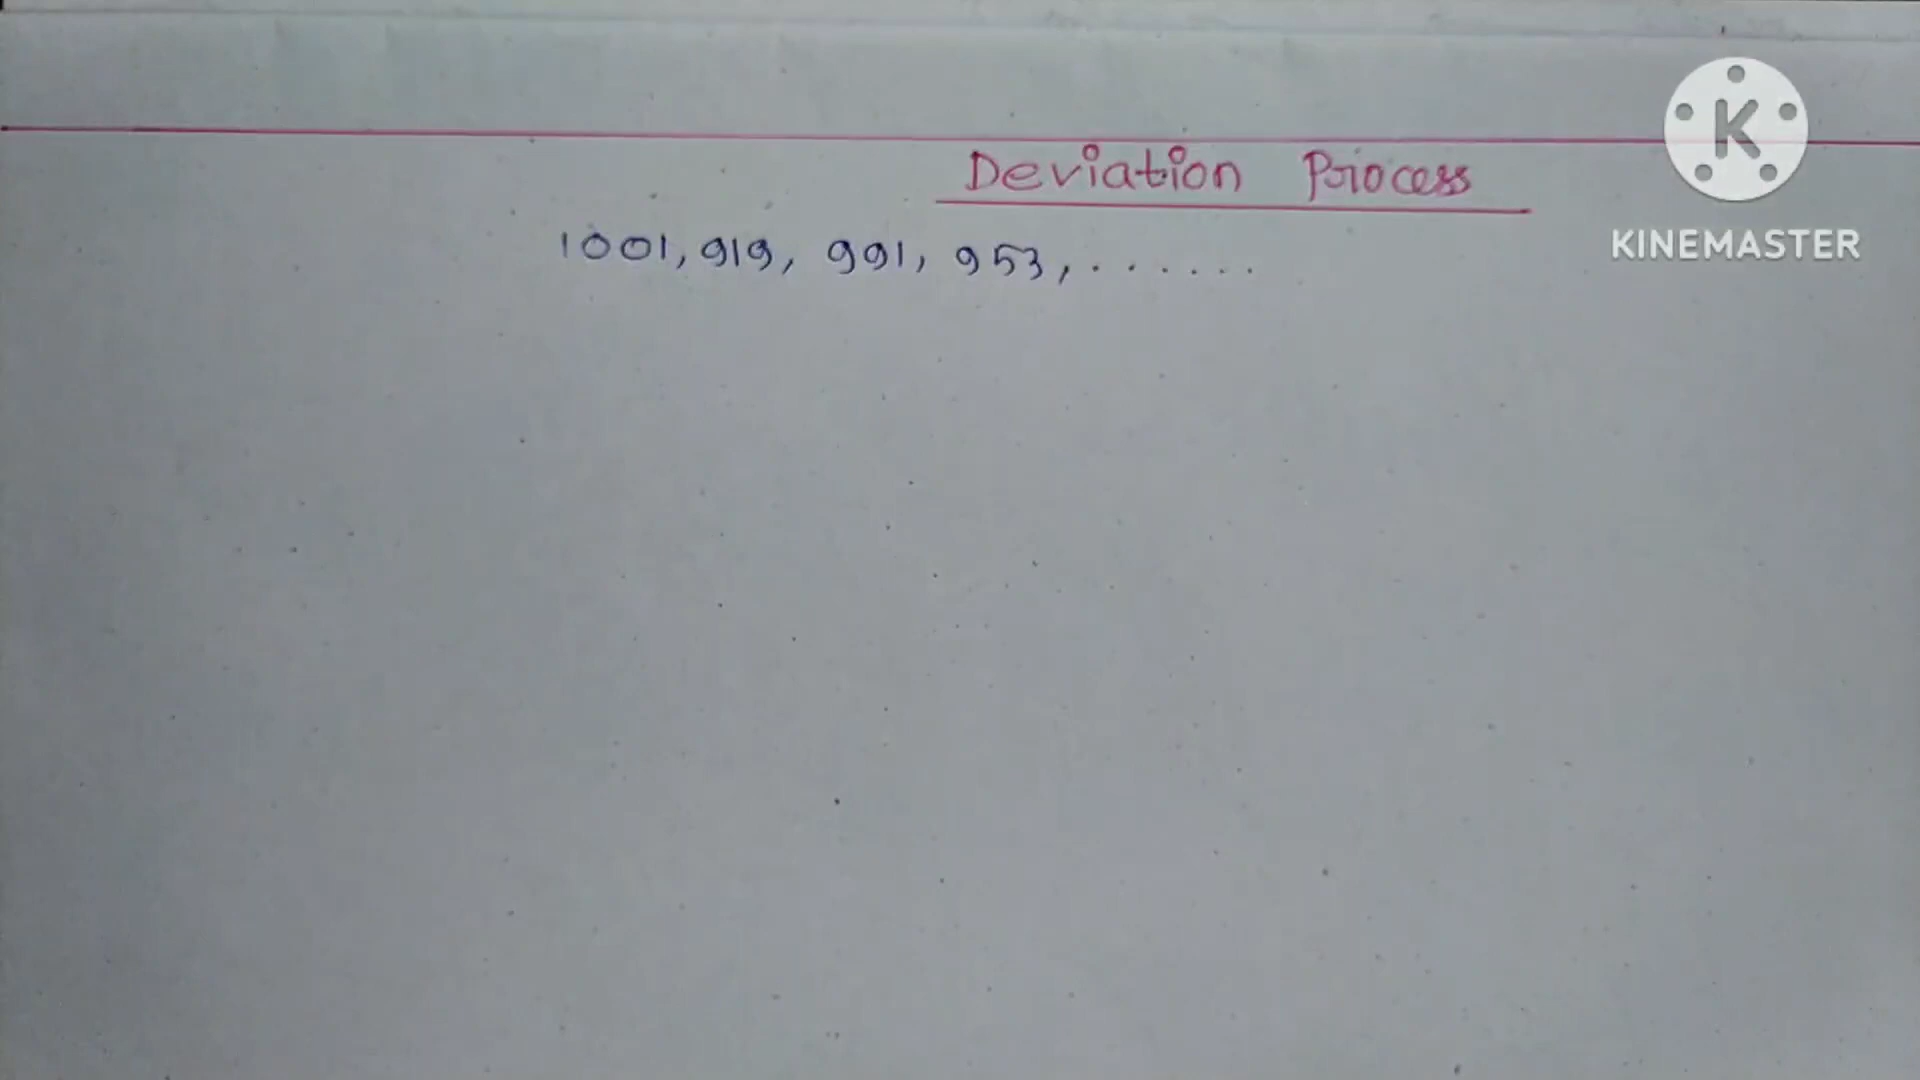 Deviation Process
1001, 919, 991, 953, .......
K
KINEMASTER